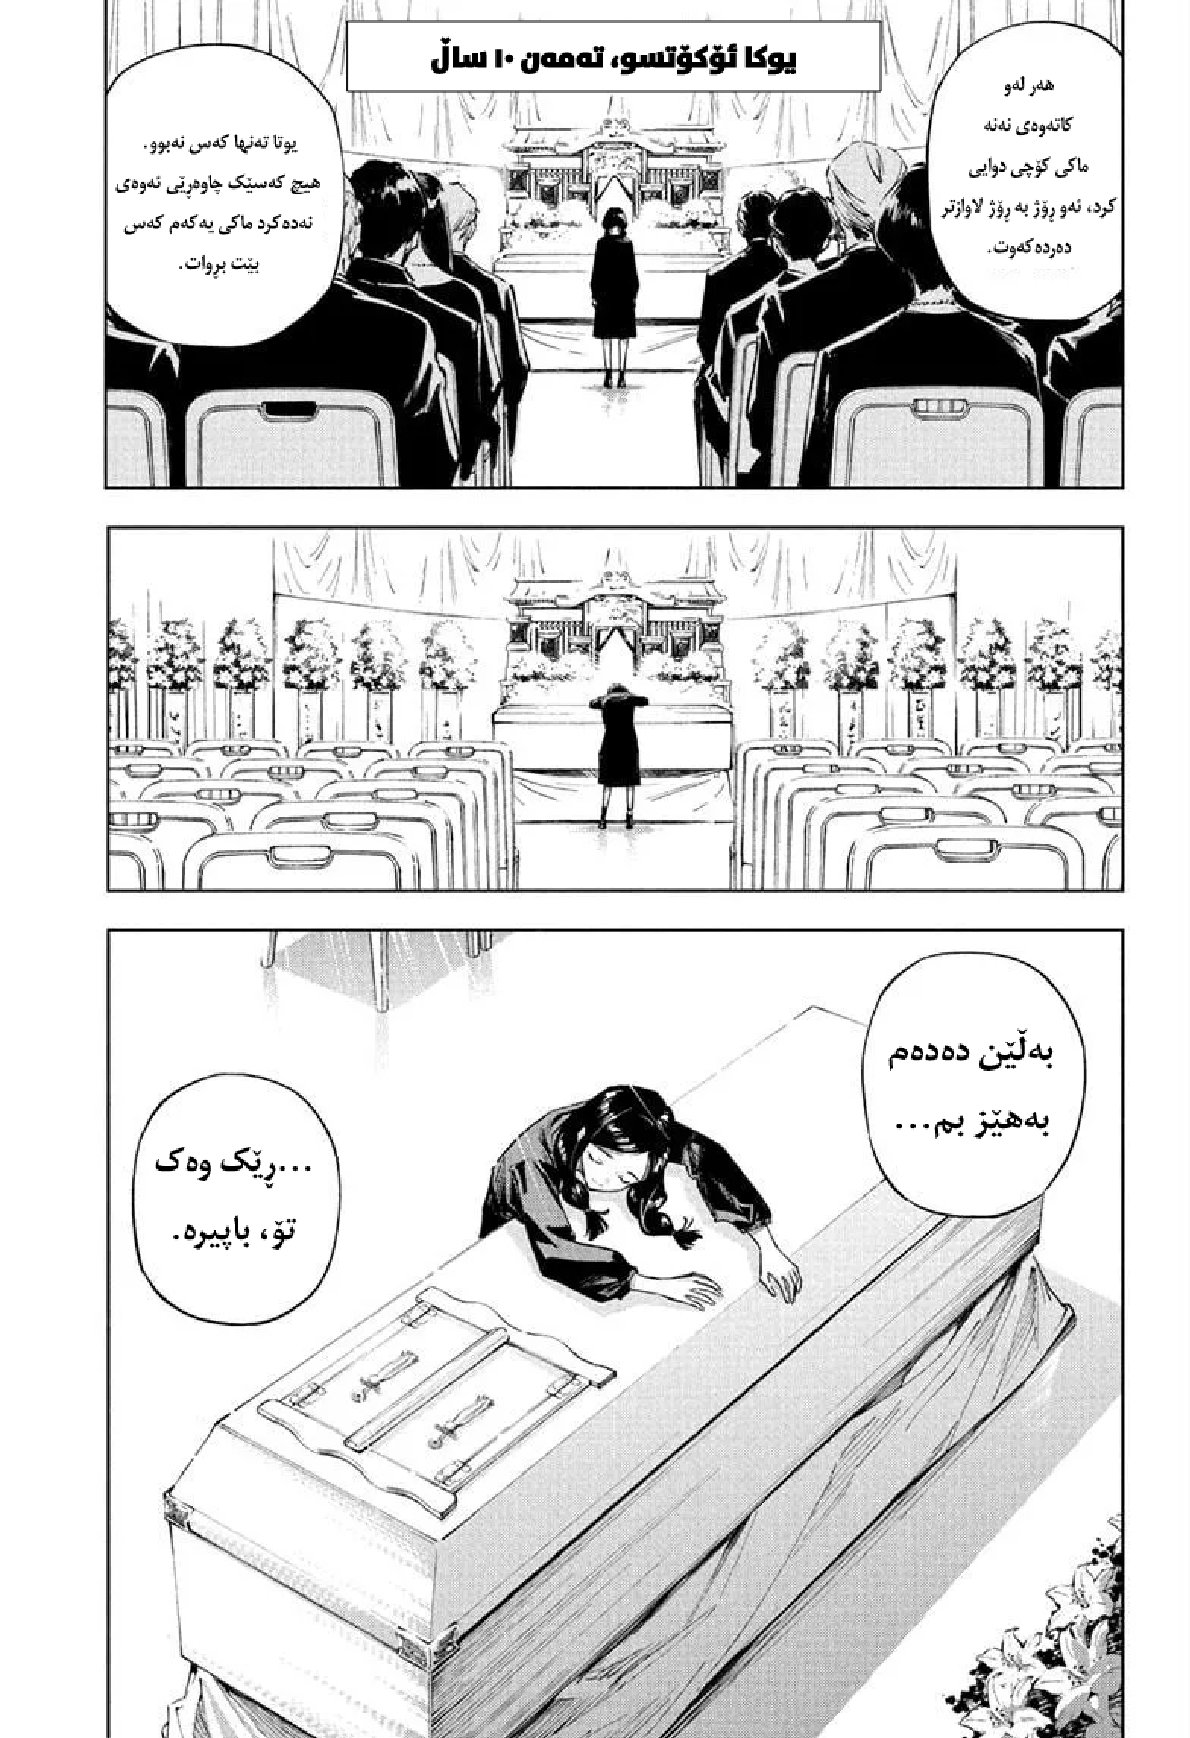 یوکا ئۆکۆتسو، تەمەن ١٠ ساڵ
هەر لەو
کاتەوەی نەنە
ماکی کۆچی دوایی
کرد، ئەو ڕۆژ بە ڕۆژ لاوازتر
دەردەکەوت.
یوتا تەنها کەس نەبوو.
هیچ کەسێک چاوەڕێی ئەوەی
نەدەکرد ماکی یەکەم کەس
بێت بڕوات.
بەڵێن دەدەم
بەهێز بم...
...ڕێک وەک
تۆ، باپیرە.